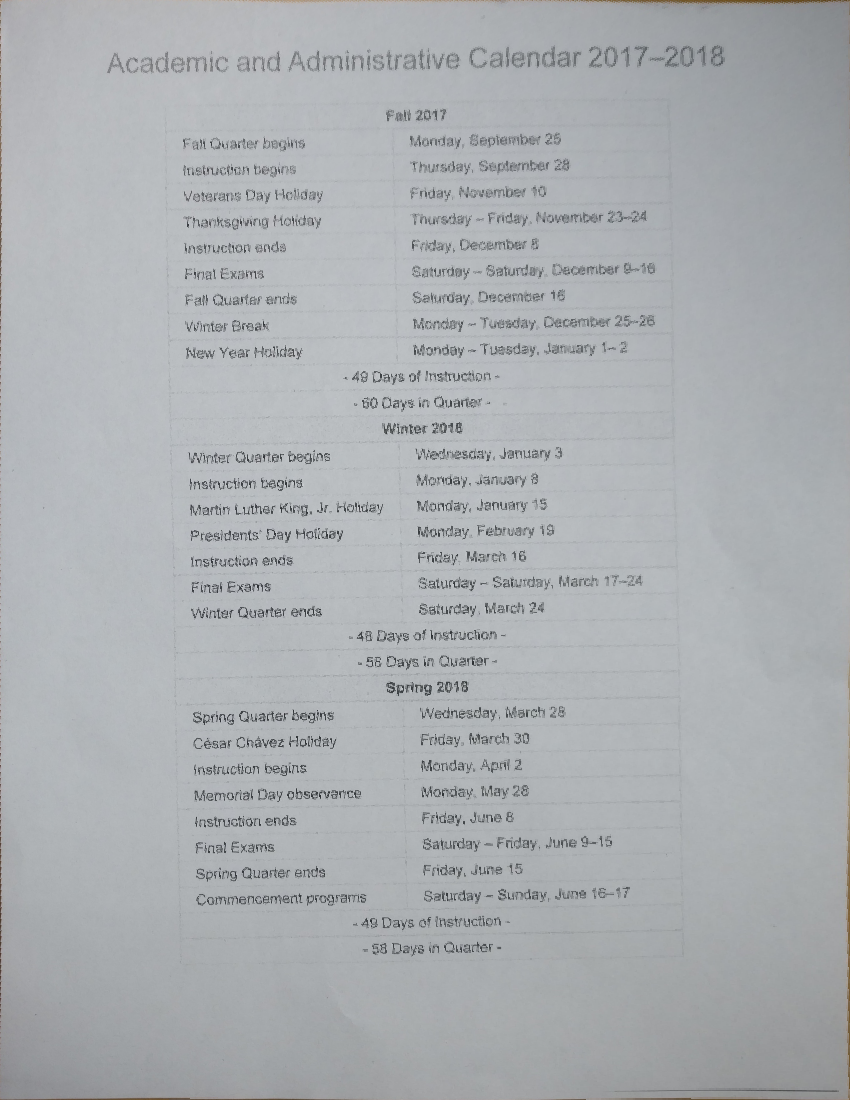 Academic and Administrative Calendar 2017–2018
Fall 2017
Fall Quarter begins Monday, September 25
Instruction begins Thursday, September 28
Veterans Day Holiday Friday, November 10
Thanksgiving Holiday Thursday – Friday, November 23–24
Instruction ends Friday, December 8
Final Exams Saturday – Saturday, December 9–16
Fall Quarter ends Saturday, December 16
Winter Break Monday – Tuesday, December 25–26
New Year Holiday Monday – Tuesday, January 1– 2
- 49 Days of Instruction -
- 60 Days in Quarter -
Winter 2018
Winter Quarter begins Wednesday, January 3
Instruction begins Monday, January 8
Martin Luther King, Jr. Holiday Monday, January 15
Presidents' Day Holiday Monday, February 19
Instruction ends Friday, March 16
Final Exams Saturday – Saturday, March 17–24
Winter Quarter ends Saturday, March 24
- 48 Days of Instruction -
- 56 Days in Quarter -
Spring 2018
Spring Quarter begins Wednesday, March 28
César Chávez Holiday Friday, March 30
Instruction begins Monday, April 2
Memorial Day observance Monday, May 28
Instruction ends Friday, June 8
Final Exams Saturday – Friday, June 9–15
Spring Quarter ends Friday, June 15
Commencement programs Saturday – Sunday, June 16–17
- 49 Days of Instruction -
- 58 Days in Quarter -